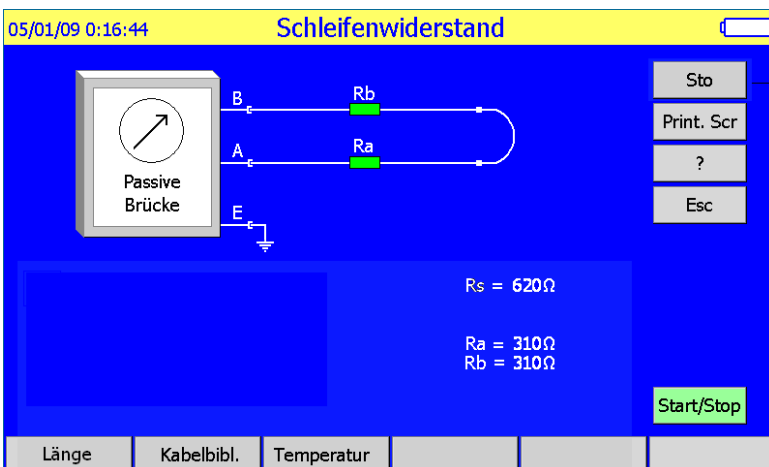 05/01/09 0:16:44 Schleifenwiderstand
Sto
Print. Scr
?
Esc
B
Rb
A
Ra
Passive
Brücke
E
Rs = 620Ω
Ra = 310Ω
Rb = 310Ω
Start/Stop
Länge Kabelbibl. Temperatur